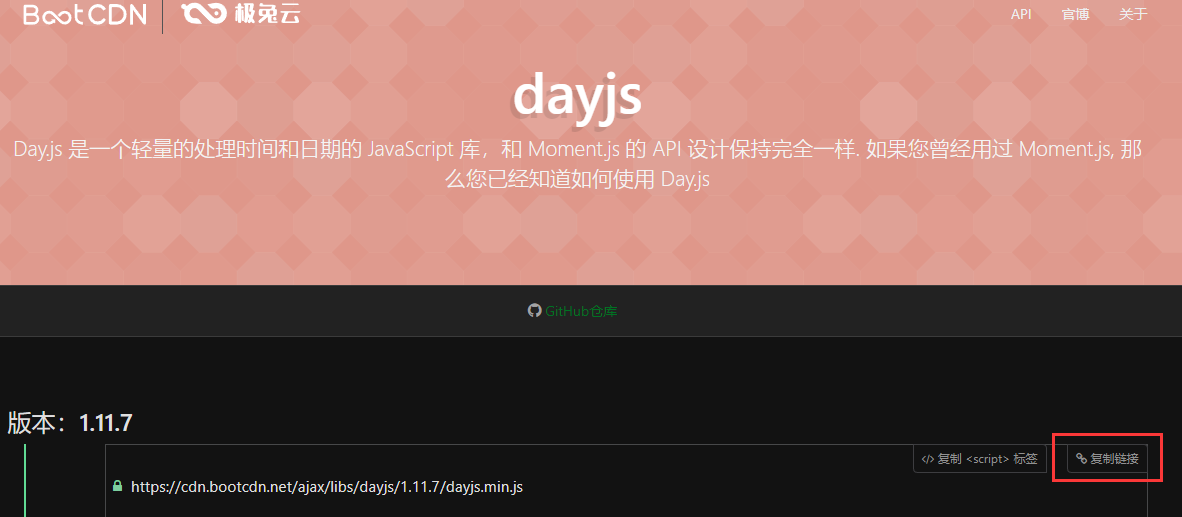 BootCDN 极兔云 API 官博 关于
dayjs
Day.js 是一个轻量的处理时间和日期的 JavaScript 库，和 Moment.js 的 API 设计保持完全一样. 如果您曾经用过 Moment.js, 那
么您已经知道如何使用 Day.js
GitHub仓库
版本：1.11.7
</> 复制 <script> 标签 复制链接
https://cdn.bootcdn.net/ajax/libs/dayjs/1.11.7/dayjs.min.js